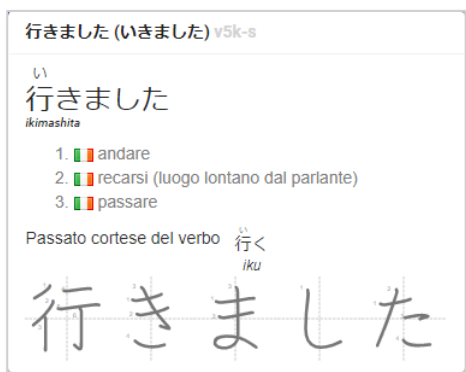 行きました (いきました) v5k-s
い
行きました
ikimashita
1. andare
2. recarsi (luogo lontano dal parlante)
3. passare
Passato cortese del verbo 行く
い
iku
行きました